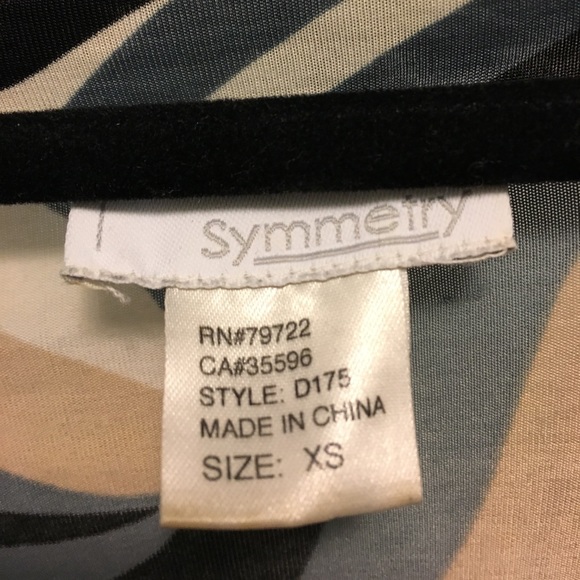 Symmetry
RN#79722
CA#35596
STYLE: D175
MADE IN CHINA
SIZE: XS